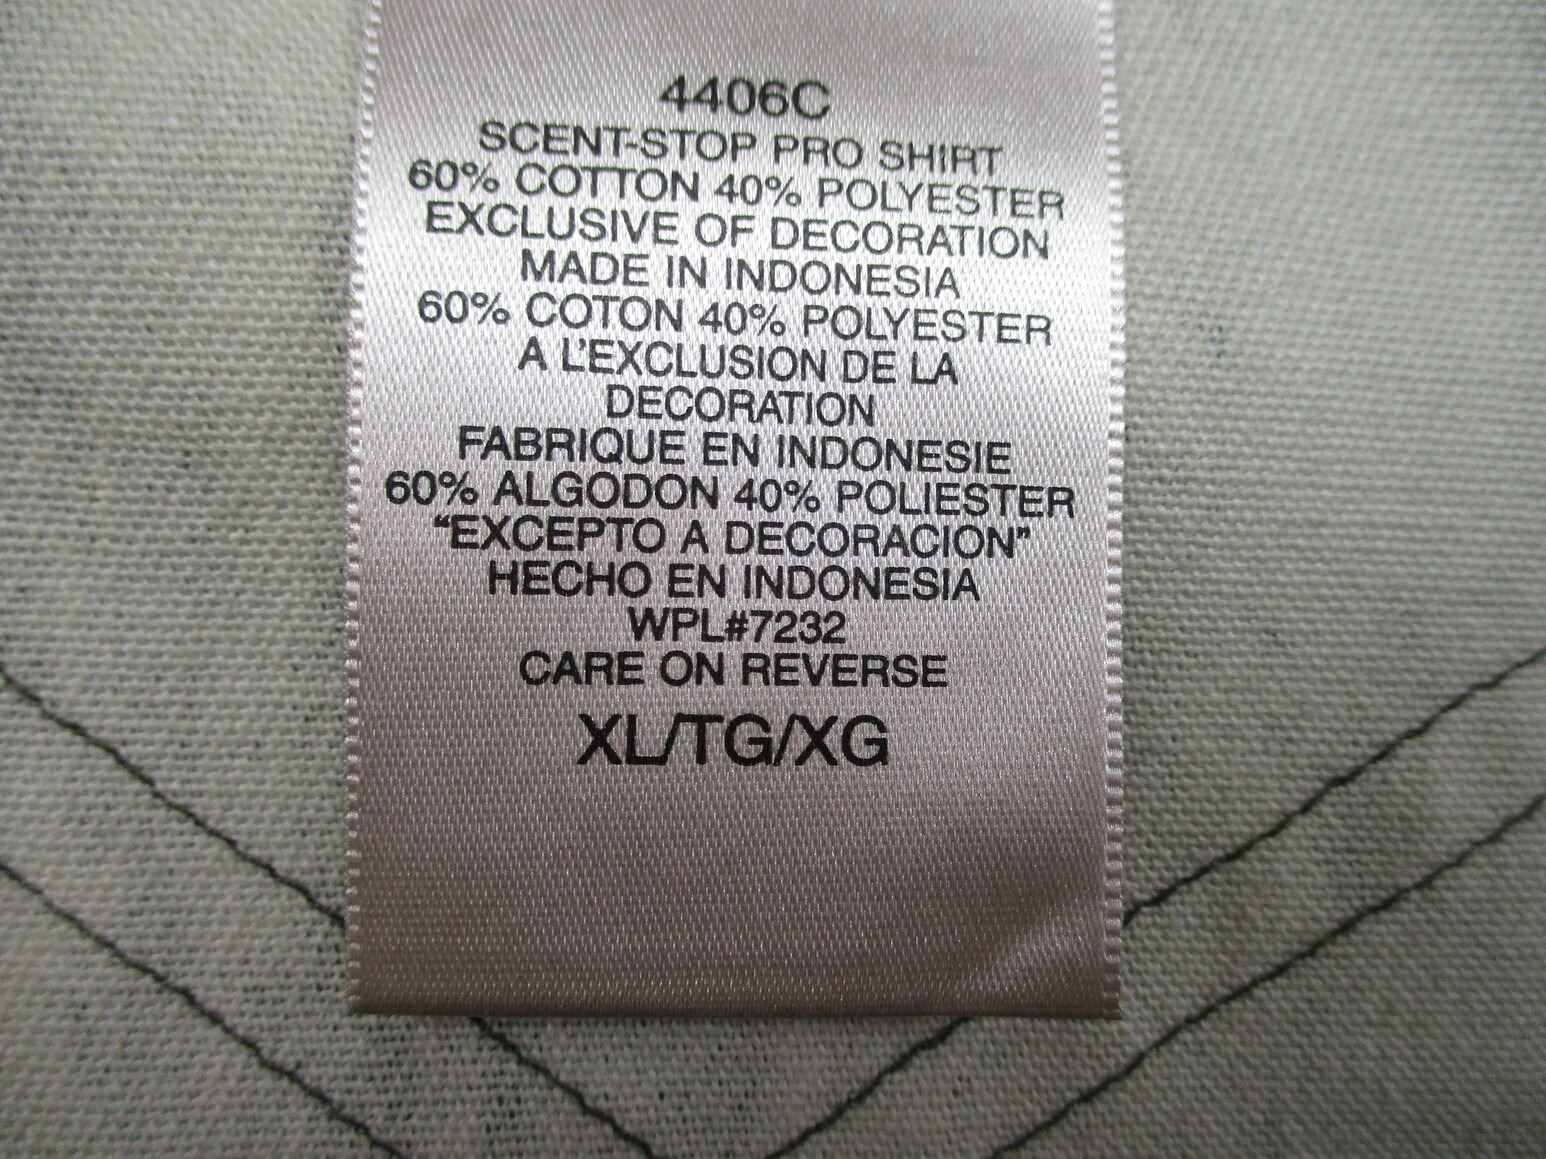 4406C
SCENT-STOP PRO SHIRT
60% COTTON 40% POLYESTER
EXCLUSIVE OF DECORATION
MADE IN INDONESIA
60% COTON 40% POLYESTER
A L'EXCLUSION DE LA
DECORATION
FABRIQUE EN INDONESIE
60% ALGODON 40% POLIESTER
“EXCEPTO A DECORACION”
HECHO EN INDONESIA
WPL#7232
CARE ON REVERSE
XL/TG/XG